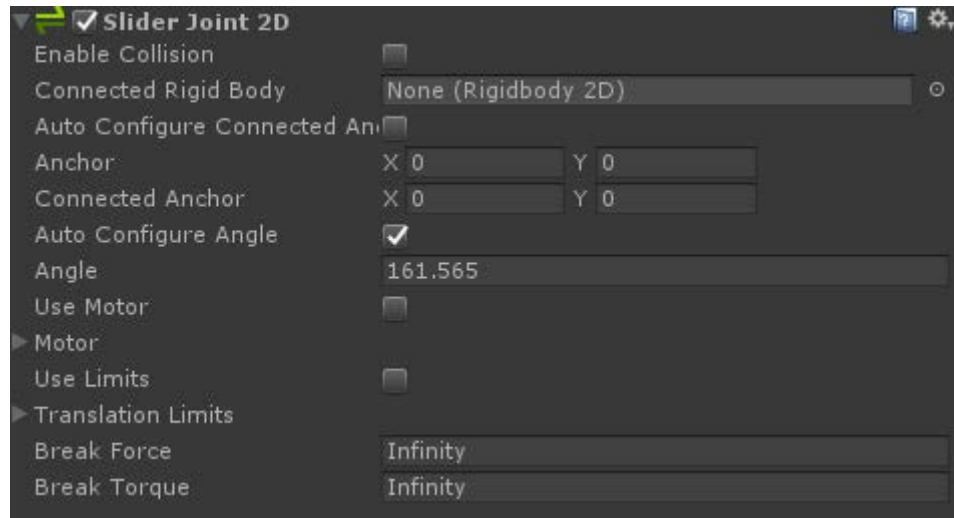 Slider Joint 2D
Enable Collision
Connected Rigid Body None (Rigidbody 2D)
Auto Configure Connected An
Anchor X 0 Y 0
Connected Anchor X 0 Y 0
Auto Configure Angle
Angle 161.565
Use Motor
Motor
Use Limits
Translation Limits
Break Force Infinity
Break Torque Infinity